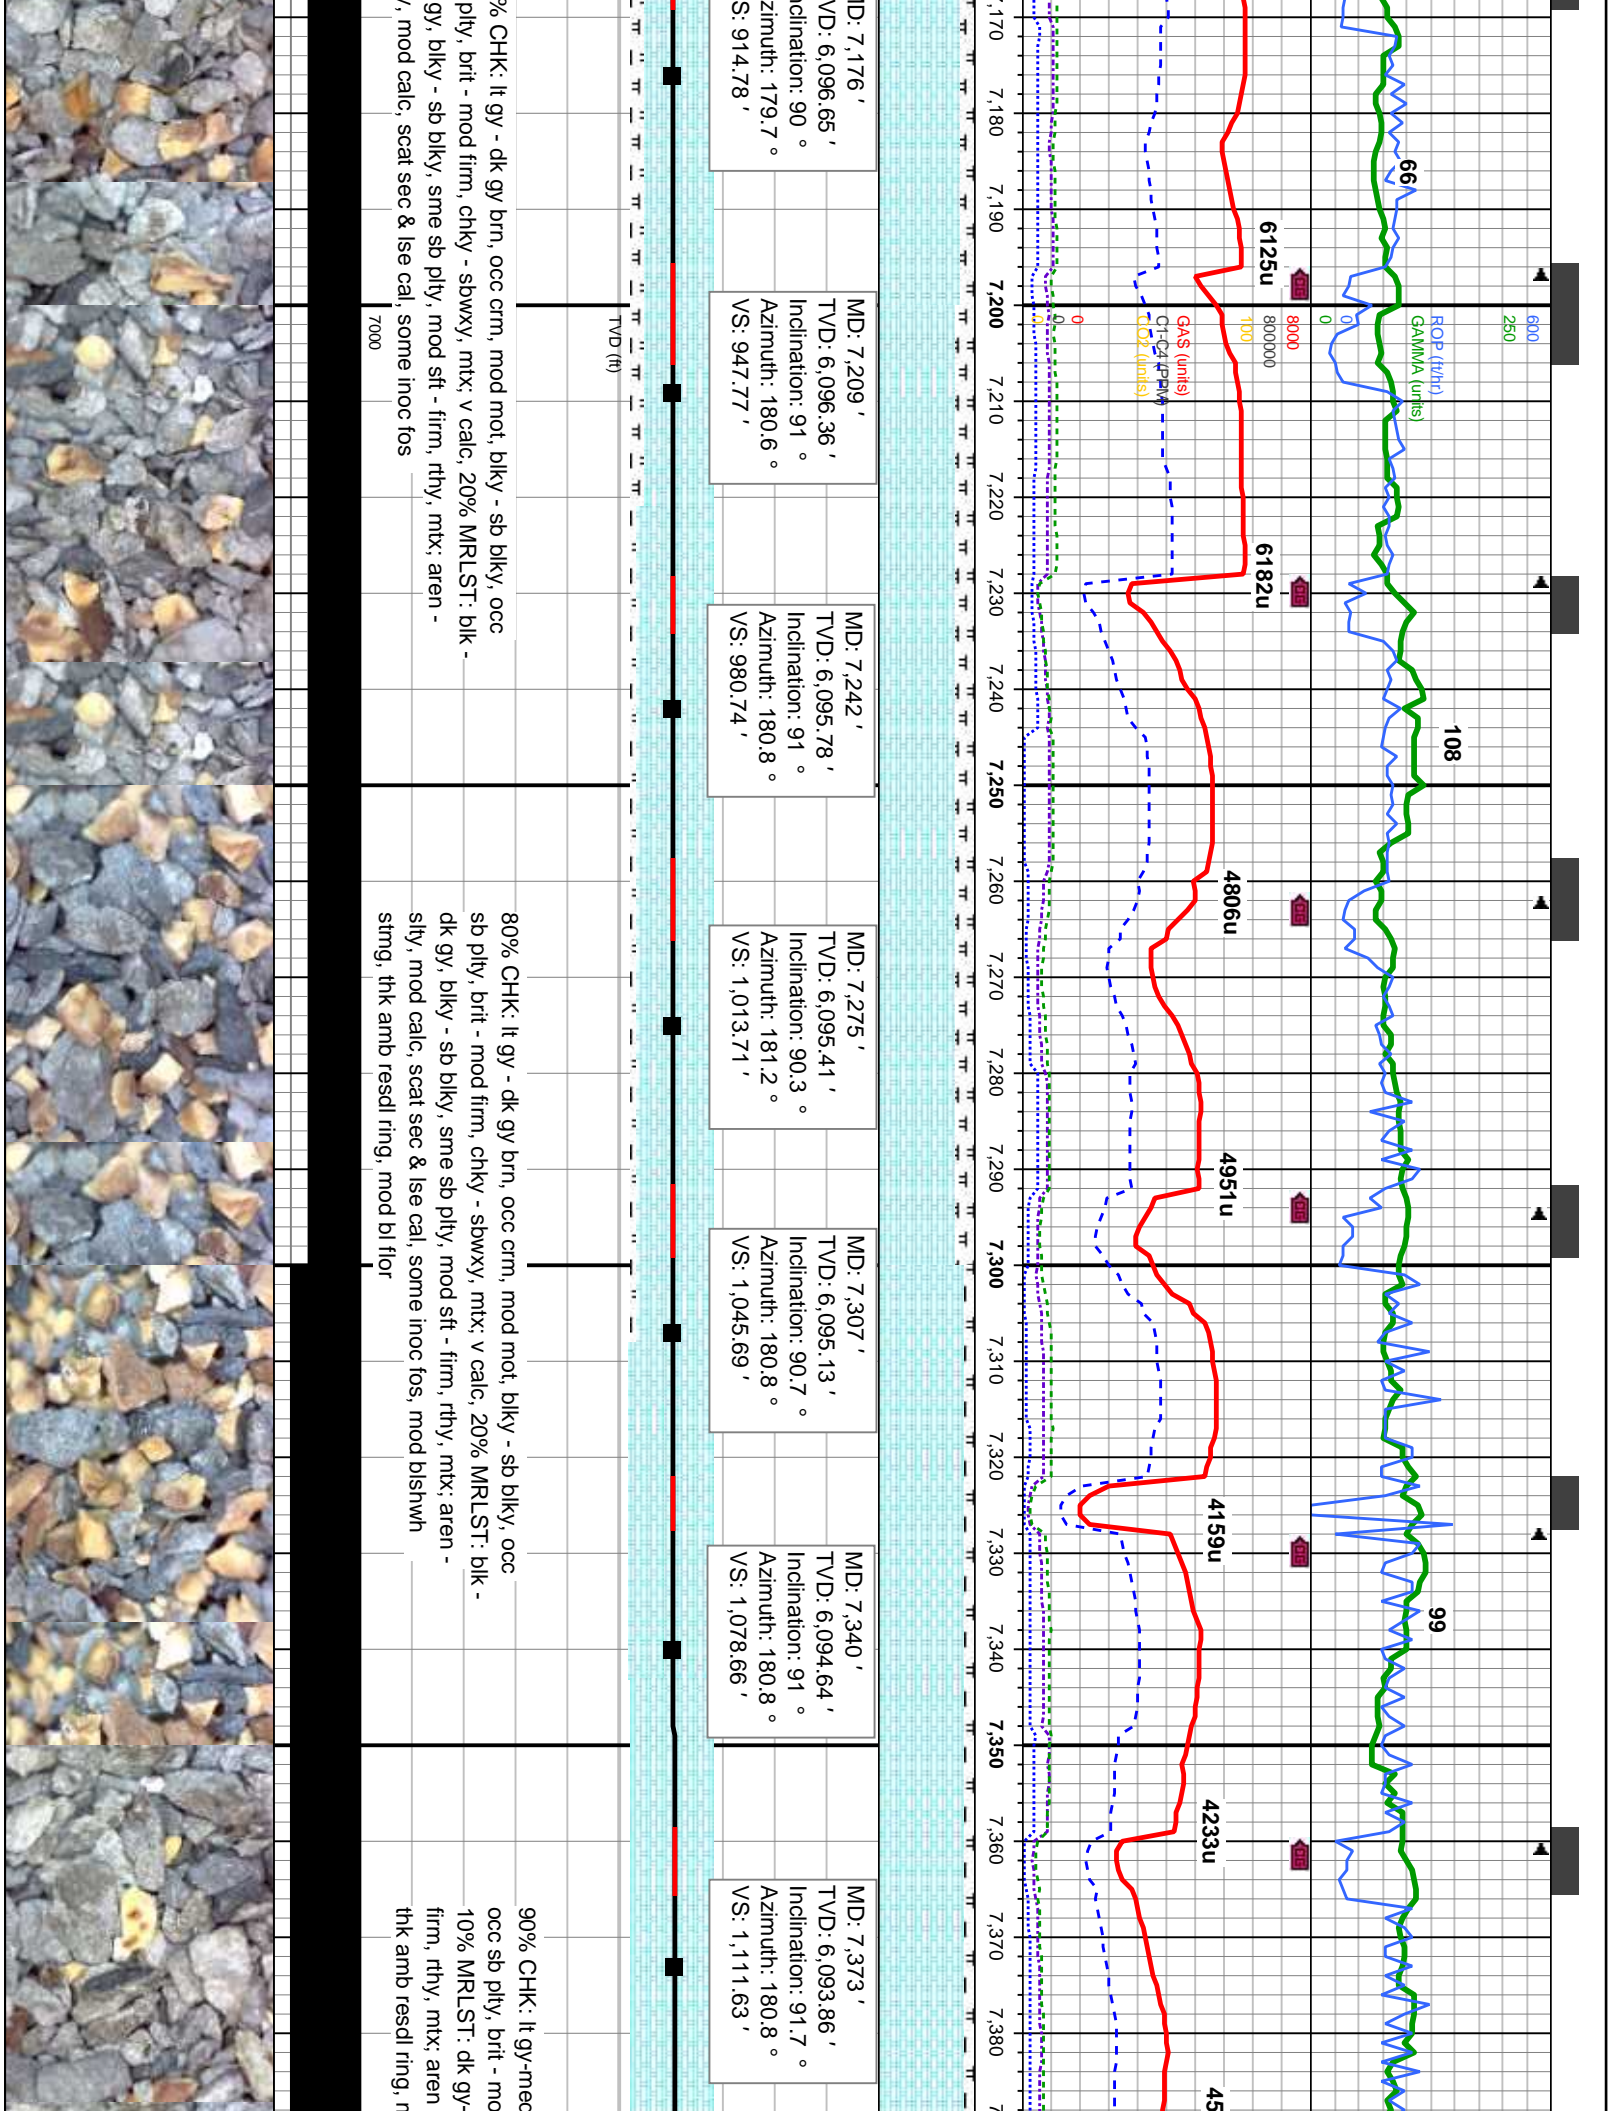 6125u
6182u
4806u
4951u
4159u
4233u
45
66
108
99
ROP (ft/hr)
GAMMA (units)
600
250
0
0
8000
800000
100
GAS (units)
C1-C4 (PPM)
CO2 (units)
0
0
0
7,170
7,180
7,190
7,200
7,210
7,220
7,230
7,240
7,250
7,260
7,270
7,280
7,290
7,300
7,310
7,320
7,330
7,340
7,350
7,360
7,370
7,380
MD: 7,176 '
TVD: 6,096.65 '
Inclination: 90 °
Azimuth: 179.7 °
VS: 914.78 '
MD: 7,209 '
TVD: 6,096.36 '
Inclination: 91 °
Azimuth: 180.6 °
VS: 947.77 '
MD: 7,242 '
TVD: 6,095.78 '
Inclination: 91 °
Azimuth: 180.8 °
VS: 980.74 '
MD: 7,275 '
TVD: 6,095.41 '
Inclination: 90.3 °
Azimuth: 181.2 °
VS: 1,013.71 '
MD: 7,307 '
TVD: 6,095.13 '
Inclination: 90.7 °
Azimuth: 180.8 °
VS: 1,045.69 '
MD: 7,340 '
TVD: 6,094.64 '
Inclination: 91 °
Azimuth: 180.8 °
VS: 1,078.66 '
MD: 7,373 '
TVD: 6,093.86 '
Inclination: 91.7 °
Azimuth: 180.8 °
VS: 1,111.63 '
TVD (ft)
7000
% CHK: lt gy - dk gy brn, occ crm, mod mot, blky - sb blky, occ
plty, brit - mod firm, chky - sbwxy, mtx; v calc, 20% MRLST: blk -
gy, blky - sb blky, sme sb plty, mod sft - firm, rthy, mtx; aren -
, mod calc, scat sec & lse cal, some inoc fos
80% CHK: lt gy - dk gy brn, occ crm, mod mot, blky - sb blky, occ
sb plty, brit - mod firm, chky - sbwxy, mtx; v calc, 20% MRLST: blk -
dk gy, blky - sb blky, sme sb plty, mod sft - firm, rthy, mtx; aren -
slty, mod calc, scat sec & lse cal, some inoc fos, mod blshwh
stmg, thk amb resdl ring, mod bl flor
90% CHK: lt gy-med
occ sb plty, brit - mo
10% MRLST: dk gy-
firm, rthy, mtx; aren
thk amb resdl ring, m